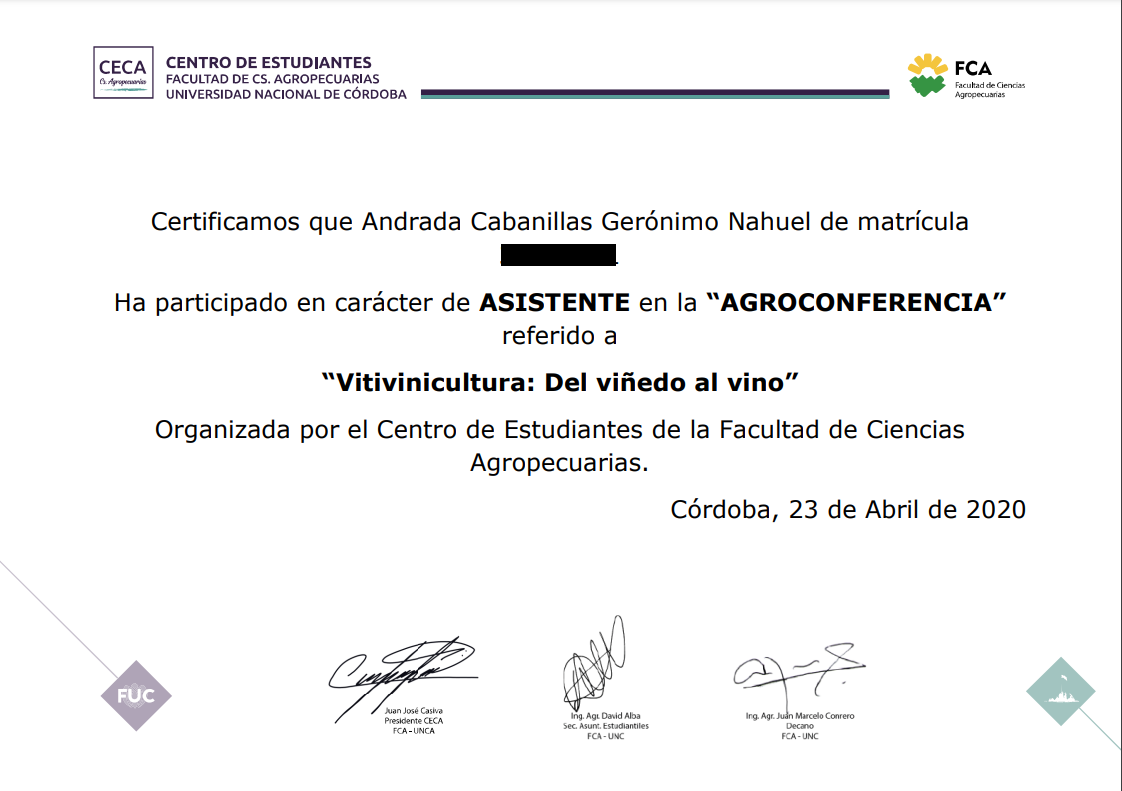 CECA
Cs. Agropecuarias
CENTRO DE ESTUDIANTES
FACULTAD DE CS. AGROPECUARIAS
UNIVERSIDAD NACIONAL DE CÓRDOBA
FCA
Facultad de Ciencias
Agropecuarias
Certificamos que Andrada Cabanillas Gerónimo Nahuel de matrícula
Ha participado en carácter de ASISTENTE en la “AGROCONFERENCIA”
referido a
“Vitivinicultura: Del viñedo al vino”
Organizada por el Centro de Estudiantes de la Facultad de Ciencias
Agropecuarias.
Córdoba, 23 de Abril de 2020
FUC
Juan José Casiva
Presidente CECA
FCA - UNCA
Ing. Agr. David Alba
Sec. Asunt. Estudiantiles
FCA - UNC
Ing. Agr. Juan Marcelo Conrero
Decano
FCA - UNC